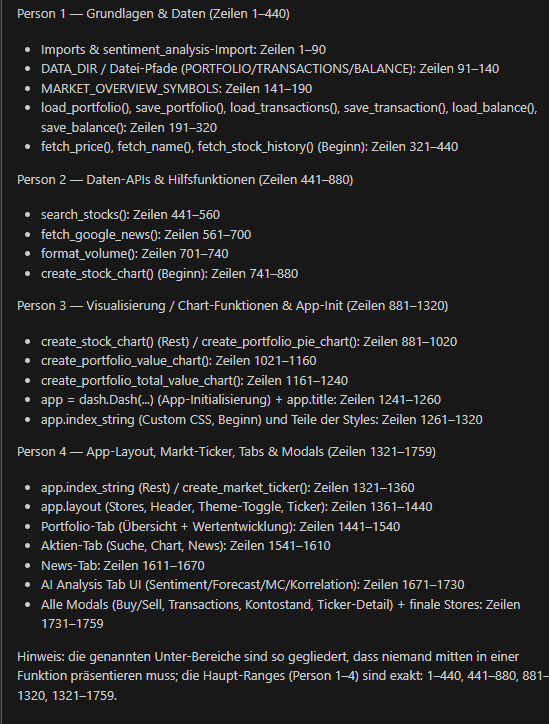 Person 1 — Grundlagen & Daten (Zeilen 1–440)
Imports & sentiment_analysis-Import: Zeilen 1–90
DATA_DIR / Datei-Pfade (PORTFOLIO/TRANSACTIONS/BALANCE): Zeilen 91–140
MARKET_OVERVIEW_SYMBOLS: Zeilen 141–190
load_portfolio(), save_portfolio(), load_transactions(), save_transaction(), load_balance(),
save_balance(): Zeilen 191–320
fetch_price(), fetch_name(), fetch_stock_history() (Beginn): Zeilen 321–440
Person 2 — Daten-APIs & Hilfsfunktionen (Zeilen 441–880)
search_stocks(): Zeilen 441–560
fetch_google_news(): Zeilen 561–700
format_volume(): Zeilen 701–740
create_stock_chart() (Beginn): Zeilen 741–880
Person 3 — Visualisierung / Chart-Funktionen & App-Init (Zeilen 881–1320)
create_stock_chart() (Rest) / create_portfolio_pie_chart(): Zeilen 881–1020
create_portfolio_value_chart(): Zeilen 1021–1160
create_portfolio_total_value_chart(): Zeilen 1161–1240
app = dash.Dash(...) (App-Initialisierung) + app.title: Zeilen 1241–1260
app.index_string (Custom CSS, Beginn) und Teile der Styles: Zeilen 1261–1320
Person 4 — App-Layout, Markt-Ticker, Tabs & Modals (Zeilen 1321–1759)
app.index_string (Rest) / create_market_ticker(): Zeilen 1321–1360
app.layout (Stores, Header, Theme-Toggle, Ticker): Zeilen 1361–1440
Portfolio-Tab (Übersicht + Wertentwicklung): Zeilen 1441–1540
Aktien-Tab (Suche, Chart, News): Zeilen 1541–1610
News-Tab: Zeilen 1611–1670
AI Analysis Tab UI (Sentiment/Forecast/MC/Korrelation): Zeilen 1671–1730
Alle Modals (Buy/Sell, Transactions, Kontostand, Ticker-Detail) + finale Stores: Zeilen
1731–1759
Hinweis: die genannten Unter-Bereiche sind so gegliedert, dass niemand mitten in einer
Funktion präsentieren muss; die Haupt-Ranges (Person 1–4) sind exakt: 1–440, 441–880, 881–
1320, 1321–1759.